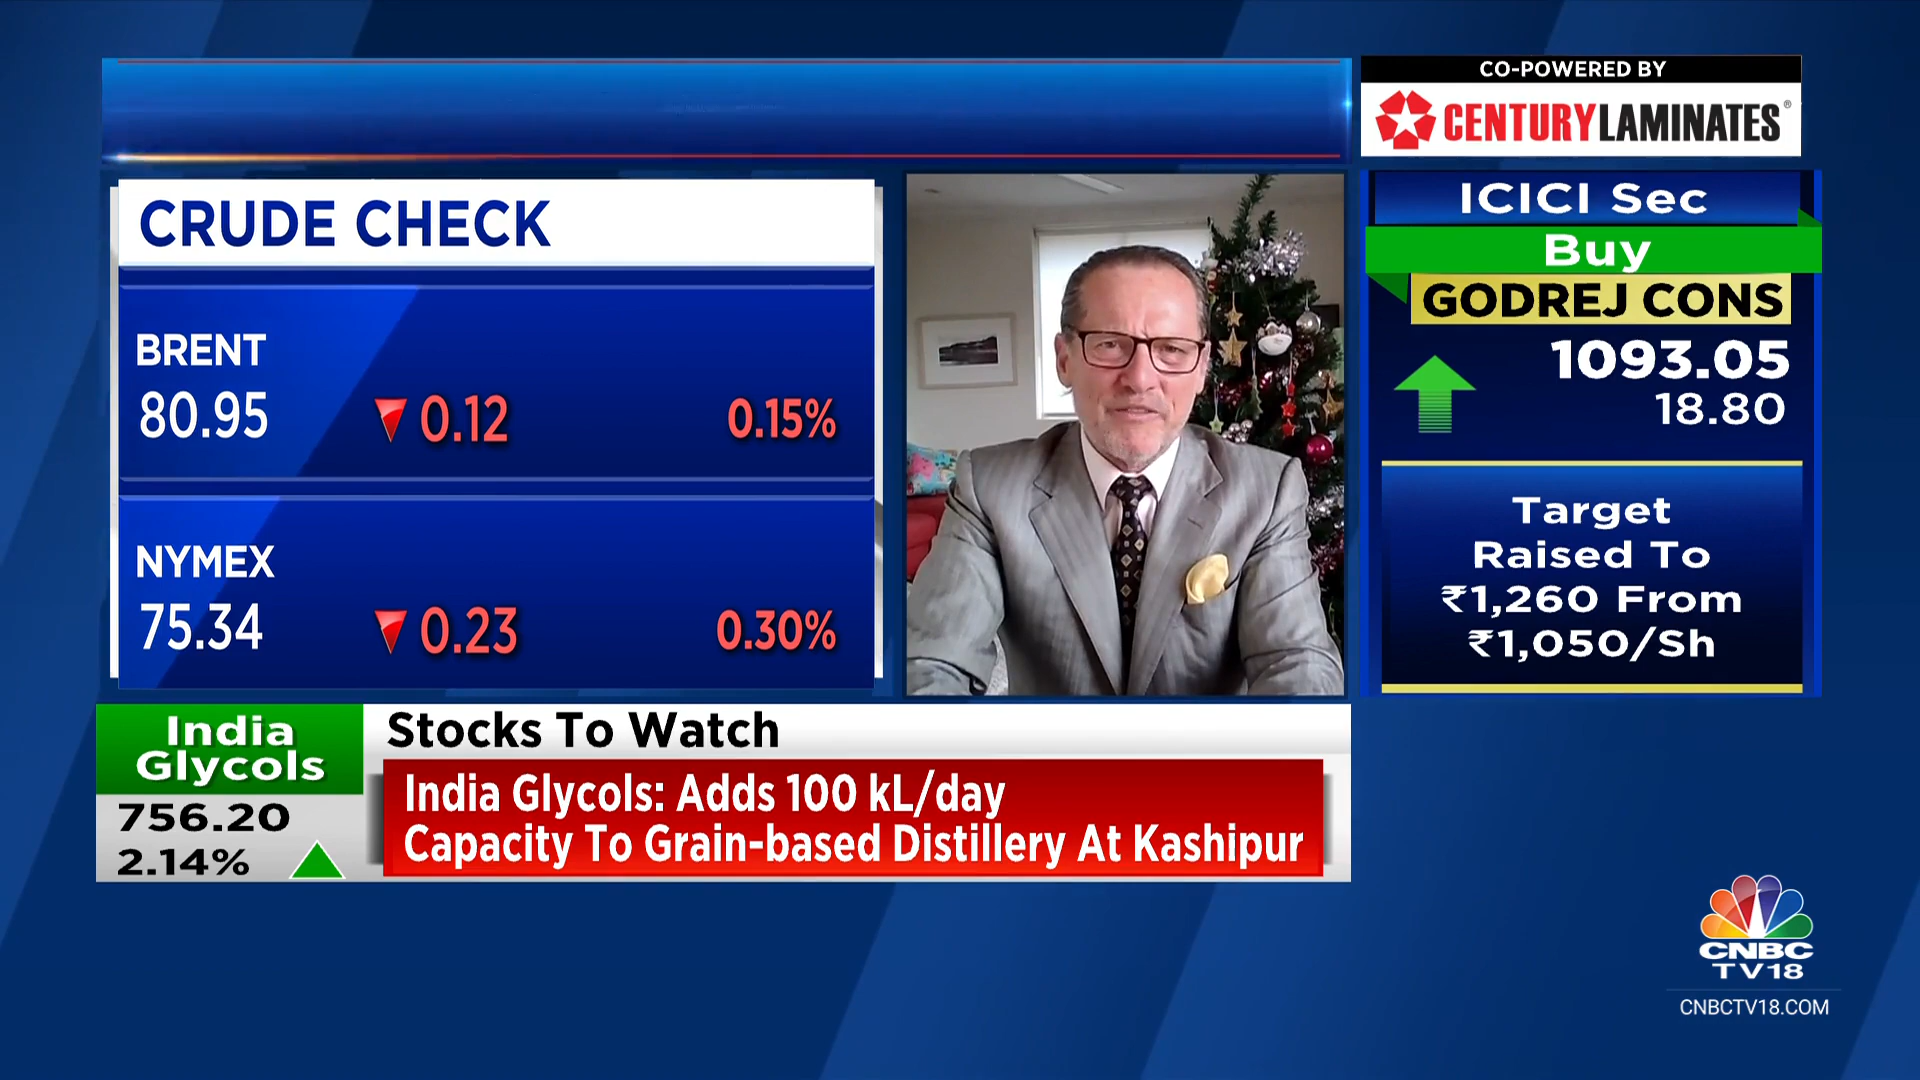 CO-POWERED BY
CENTURYLAMINATES®
CRUDE CHECK
BRENT
80.95 ▼ 0.12 0.15%
NYMEX
75.34 ▼ 0.23 0.30%
ICICI Sec
Buy
GODREJ CONS
1093.05
18.80
Target
Raised To
₹1,260 From
₹1,050/Sh
India
Glycols
756.20
2.14%
Stocks To Watch
India Glycols: Adds 100 kL/day
Capacity To Grain-based Distillery At Kashipur
CNBC
TV18
CNBCTV18.COM